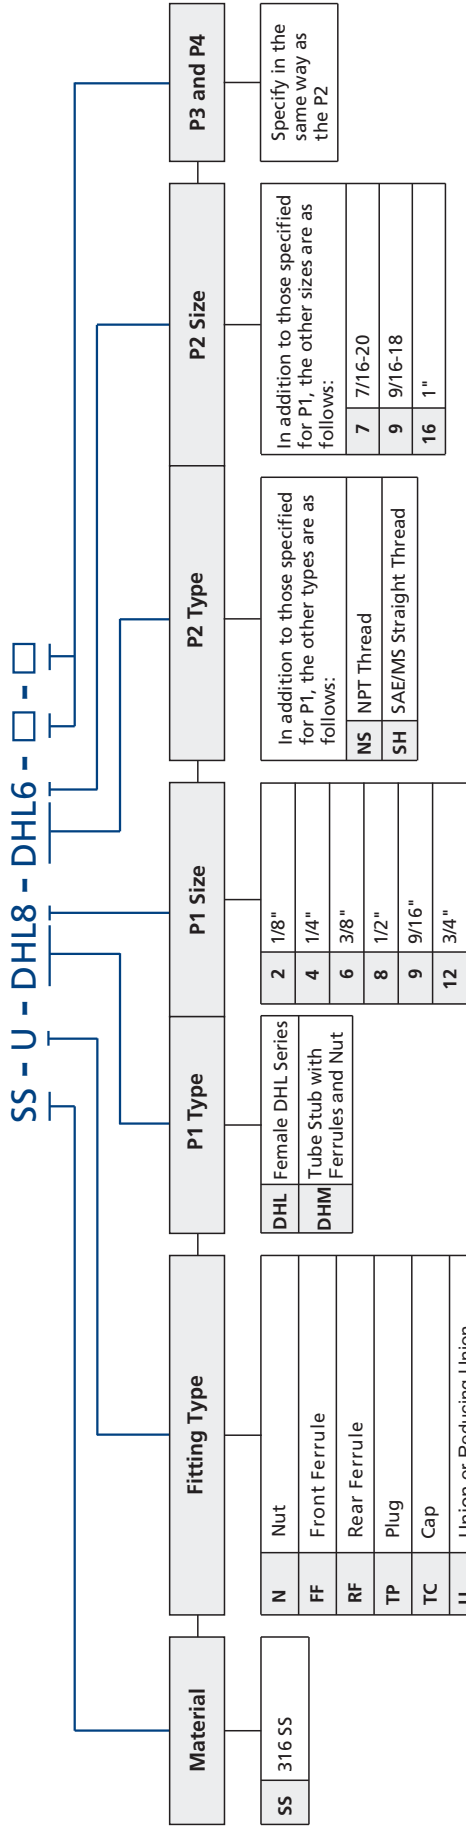 SS - U - DHL8 - DHL6 - □ - □
Material
SS 316 SS
Fitting Type
N Nut
FF Front Ferrule
RF Rear Ferrule
TP Plug
TC Cap
U Union or Reducing Union
P1 Type
DHL Female DHL Series
DHM Tube Stub with
Ferrules and Nut
P1 Size
2 1/8"
4 1/4"
6 3/8"
8 1/2"
9 9/16"
12 3/4"
P2 Type
In addition to those specified
for P1, the other types are as
follows:
NS NPT Thread
SH SAE/MS Straight Thread
P2 Size
In addition to those specified
for P1, the other sizes are as
follows:
7 7/16-20
9 9/16-18
16 1"
P3 and P4
Specify in the
same way as
the P2